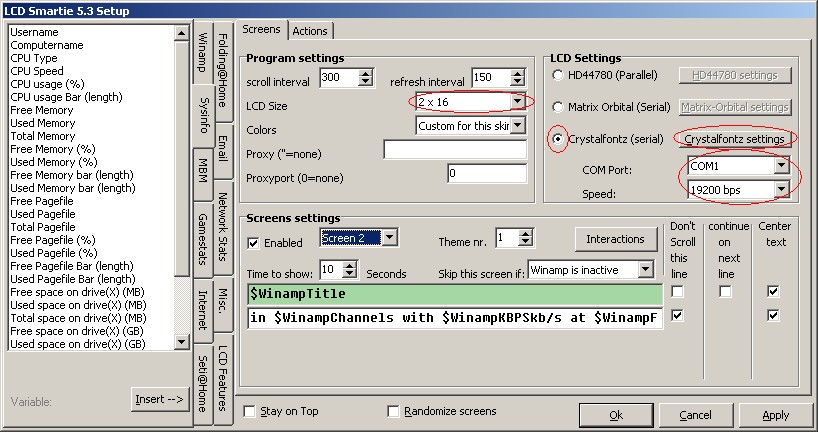 LCD Smartie 5.3 Setup
Username
Computername
CPU Type
CPU Speed
CPU usage (%)
CPU usage Bar (length)
Free Memory
Used Memory
Total Memory
Free Memory (%)
Used Memory (%)
Free Memory bar (length)
Used Memory bar (length)
Free Pagefile
Used Pagefile
Total Pagefile
Free Pagefile (%)
Used Pagefile (%)
Free Pagefile Bar (length)
Used Pagefile Bar (length)
Free space on drive(X) (MB)
Used space on drive(X) (MB)
Total space on drive(X) (MB)
Free space on drive(X) (GB)
Used space on drive(X) (GB)
Variable:
Insert -->
Winamp
Sysinfo
MBM
Gamestats
Internet
Seti@Home
Folding@Home
Email
Network Stats
Misc.
LCD Features
Screens
Actions
Program settings
scroll interval
300
refresh interval
150
LCD Size
2 x 16
Colors
Custom for this skin
Proxy (''=none)
Proxyport (0=none)
0
LCD Settings
HD44780 (Parallel)
HD44780 settings
Matrix Orbital (Serial)
Matrix-Orbital settings
Crystalfontz (serial)
Crystalfontz settings
COM Port:
COM1
Speed:
19200 bps
Screens settings
Enabled
Screen 2
Theme nr.
1
Interactions
Time to show:
10
Seconds
Skip this screen if:
Winamp is inactive
Don't
Scroll
this
line
continue
on
next
line
Center
text
$WinampTitle
in $WinampChannels with $WinampKBPSkb/s at $WinampF
Stay on Top
Randomize screens
Ok
Cancel
Apply